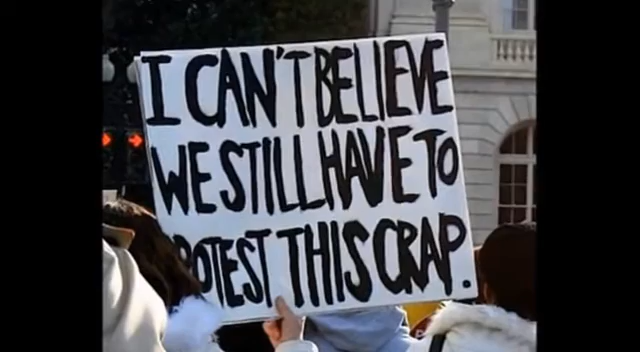 I CAN'T BELIEVE
WE STILL HAVE TO
PROTEST THIS CRAP.